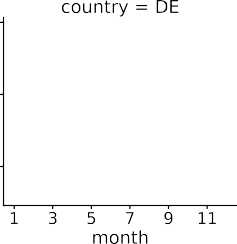 country = DE
1 3 5 7 9 11
month